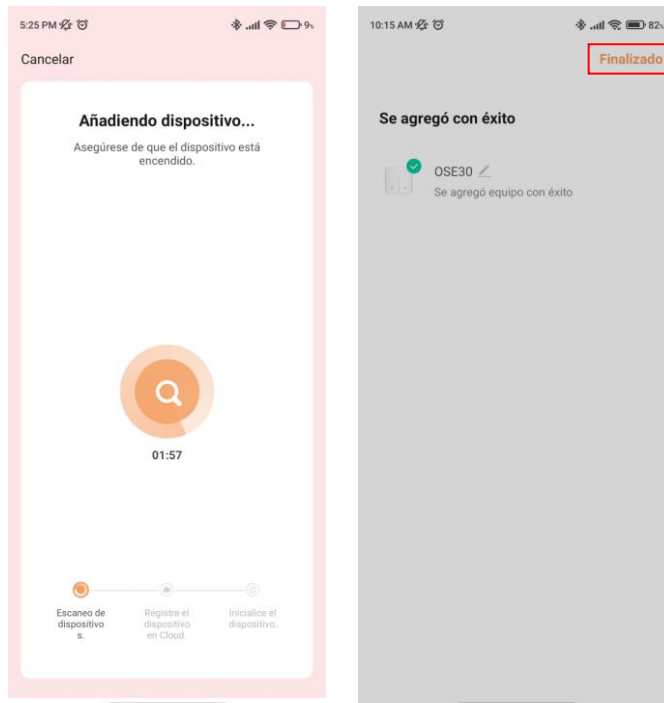 5:25 PM
9%
Cancelar
Añadiendo dispositivo...
Asegúrese de que el dispositivo está
encendido.
01:57
Escaneo de
dispositivo
s.
Registre el
dispositivo
en Cloud.
Inicialice el
dispositivo.
10:15 AM
82%
Finalizado
Se agregó con éxito
OSE30
Se agregó equipo con éxito